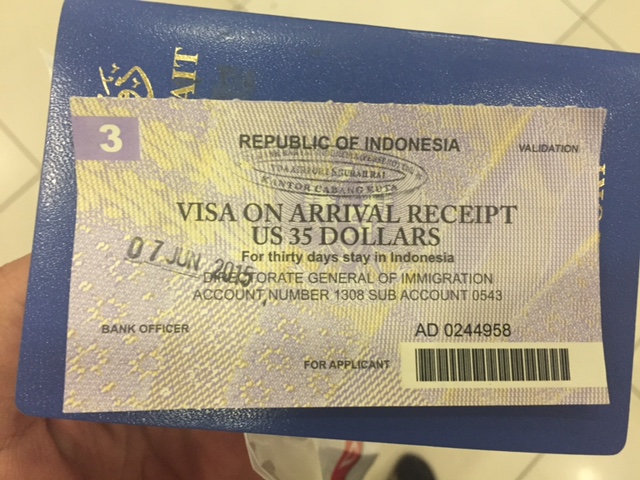 3
REPUBLIC OF INDONESIA
VALIDATION
KANTOR CABANG KUTA
VISA ON ARRIVAL RECEIPT
US 35 DOLLARS
For thirty days stay in Indonesia
07 JUN 2015
DIRECTORATE GENERAL OF IMMIGRATION
ACCOUNT NUMBER 1308 SUB ACCOUNT 0543
BANK OFFICER
AD 0244958
FOR APPLICANT